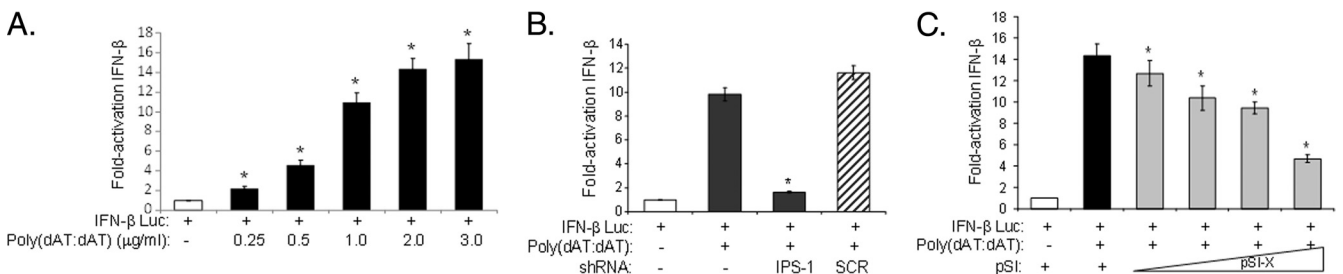 A.
Fold-activation IFN-β
18
16
14
12
10
8
6
4
2
0
* * * * *
IFN-β Luc: + + + + + +
Poly(dAT:dAT) (μg/ml): - 0.25 0.5 1.0 2.0 3.0
B.
Fold-activation IFN-β
14
12
10
8
6
4
2
0
*
IFN-β Luc: + + + +
Poly(dAT:dAT): - + + +
shRNA: - - IPS-1 SCR
C.
Fold-activation IFN-β
18
16
14
12
10
8
6
4
2
0
* * * *
IFN-β Luc: + + + + + +
Poly(dAT:dAT): - + + + + +
pSI: + + pSI-X